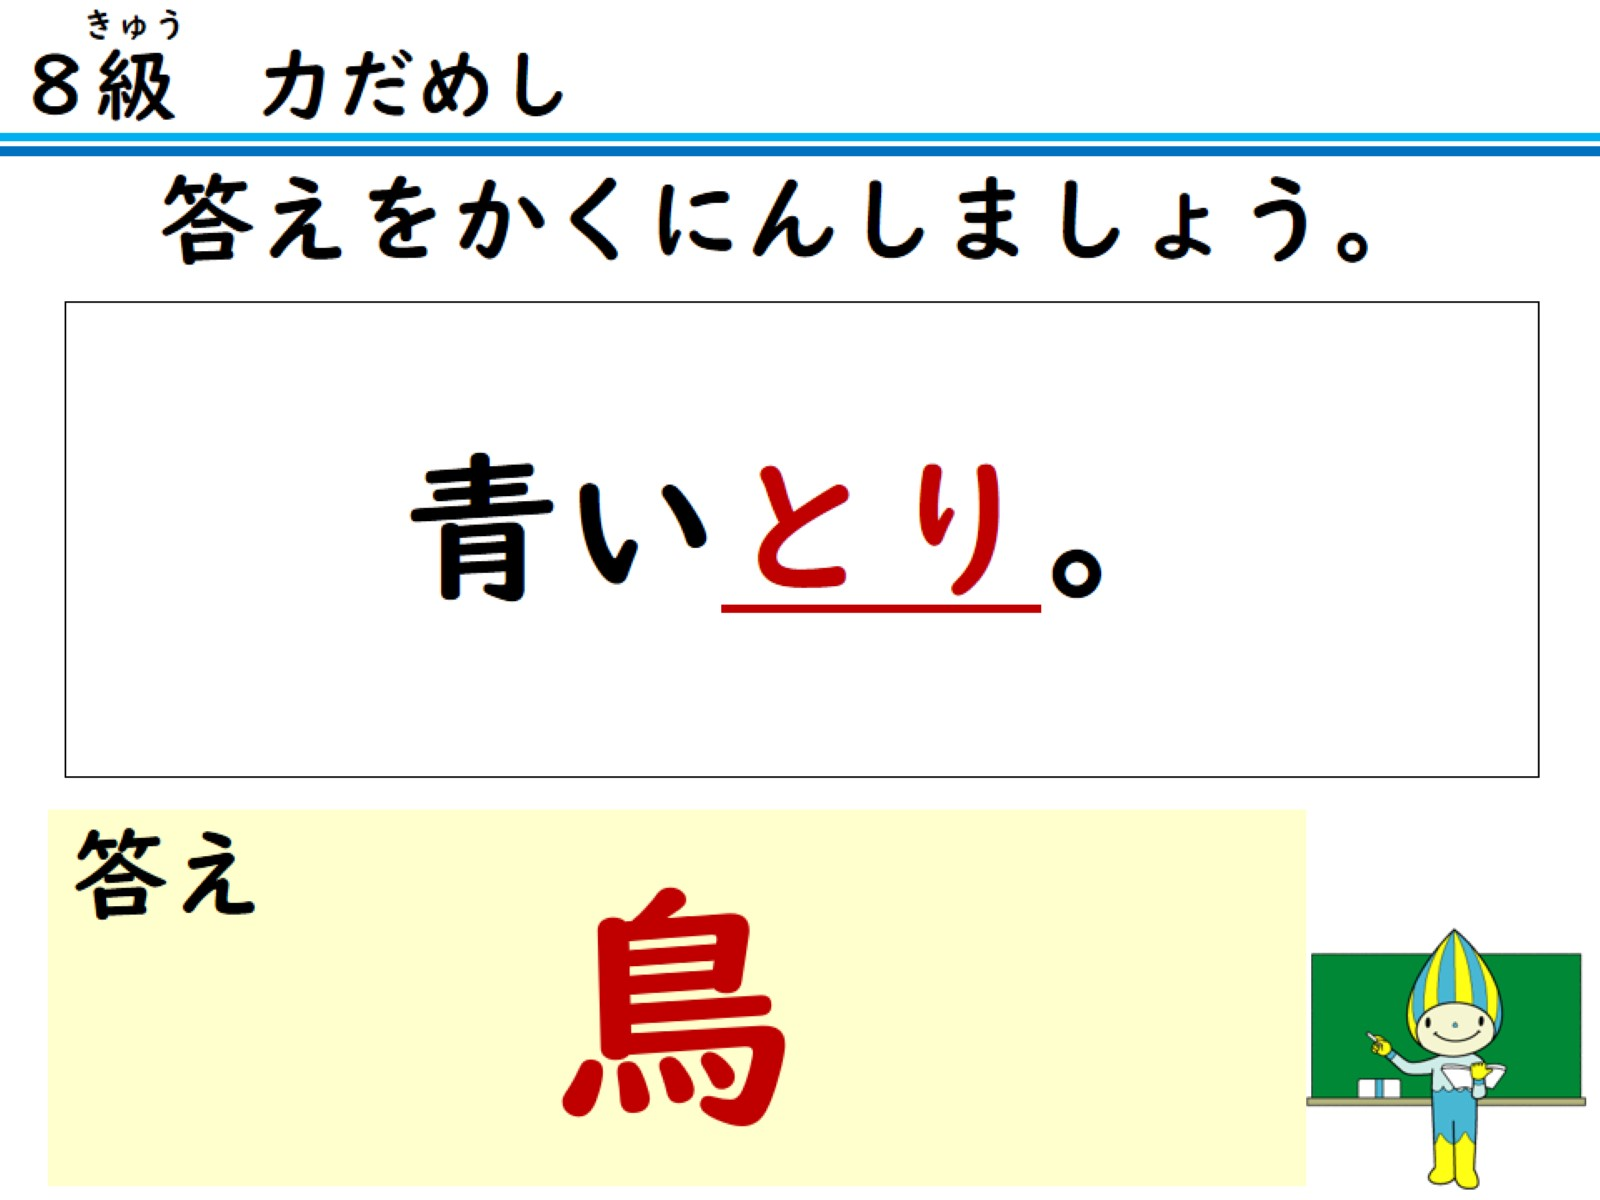 きゅう
８級　力だめし
答えをかくにんしましょう。
青いとり。
答え
鳥